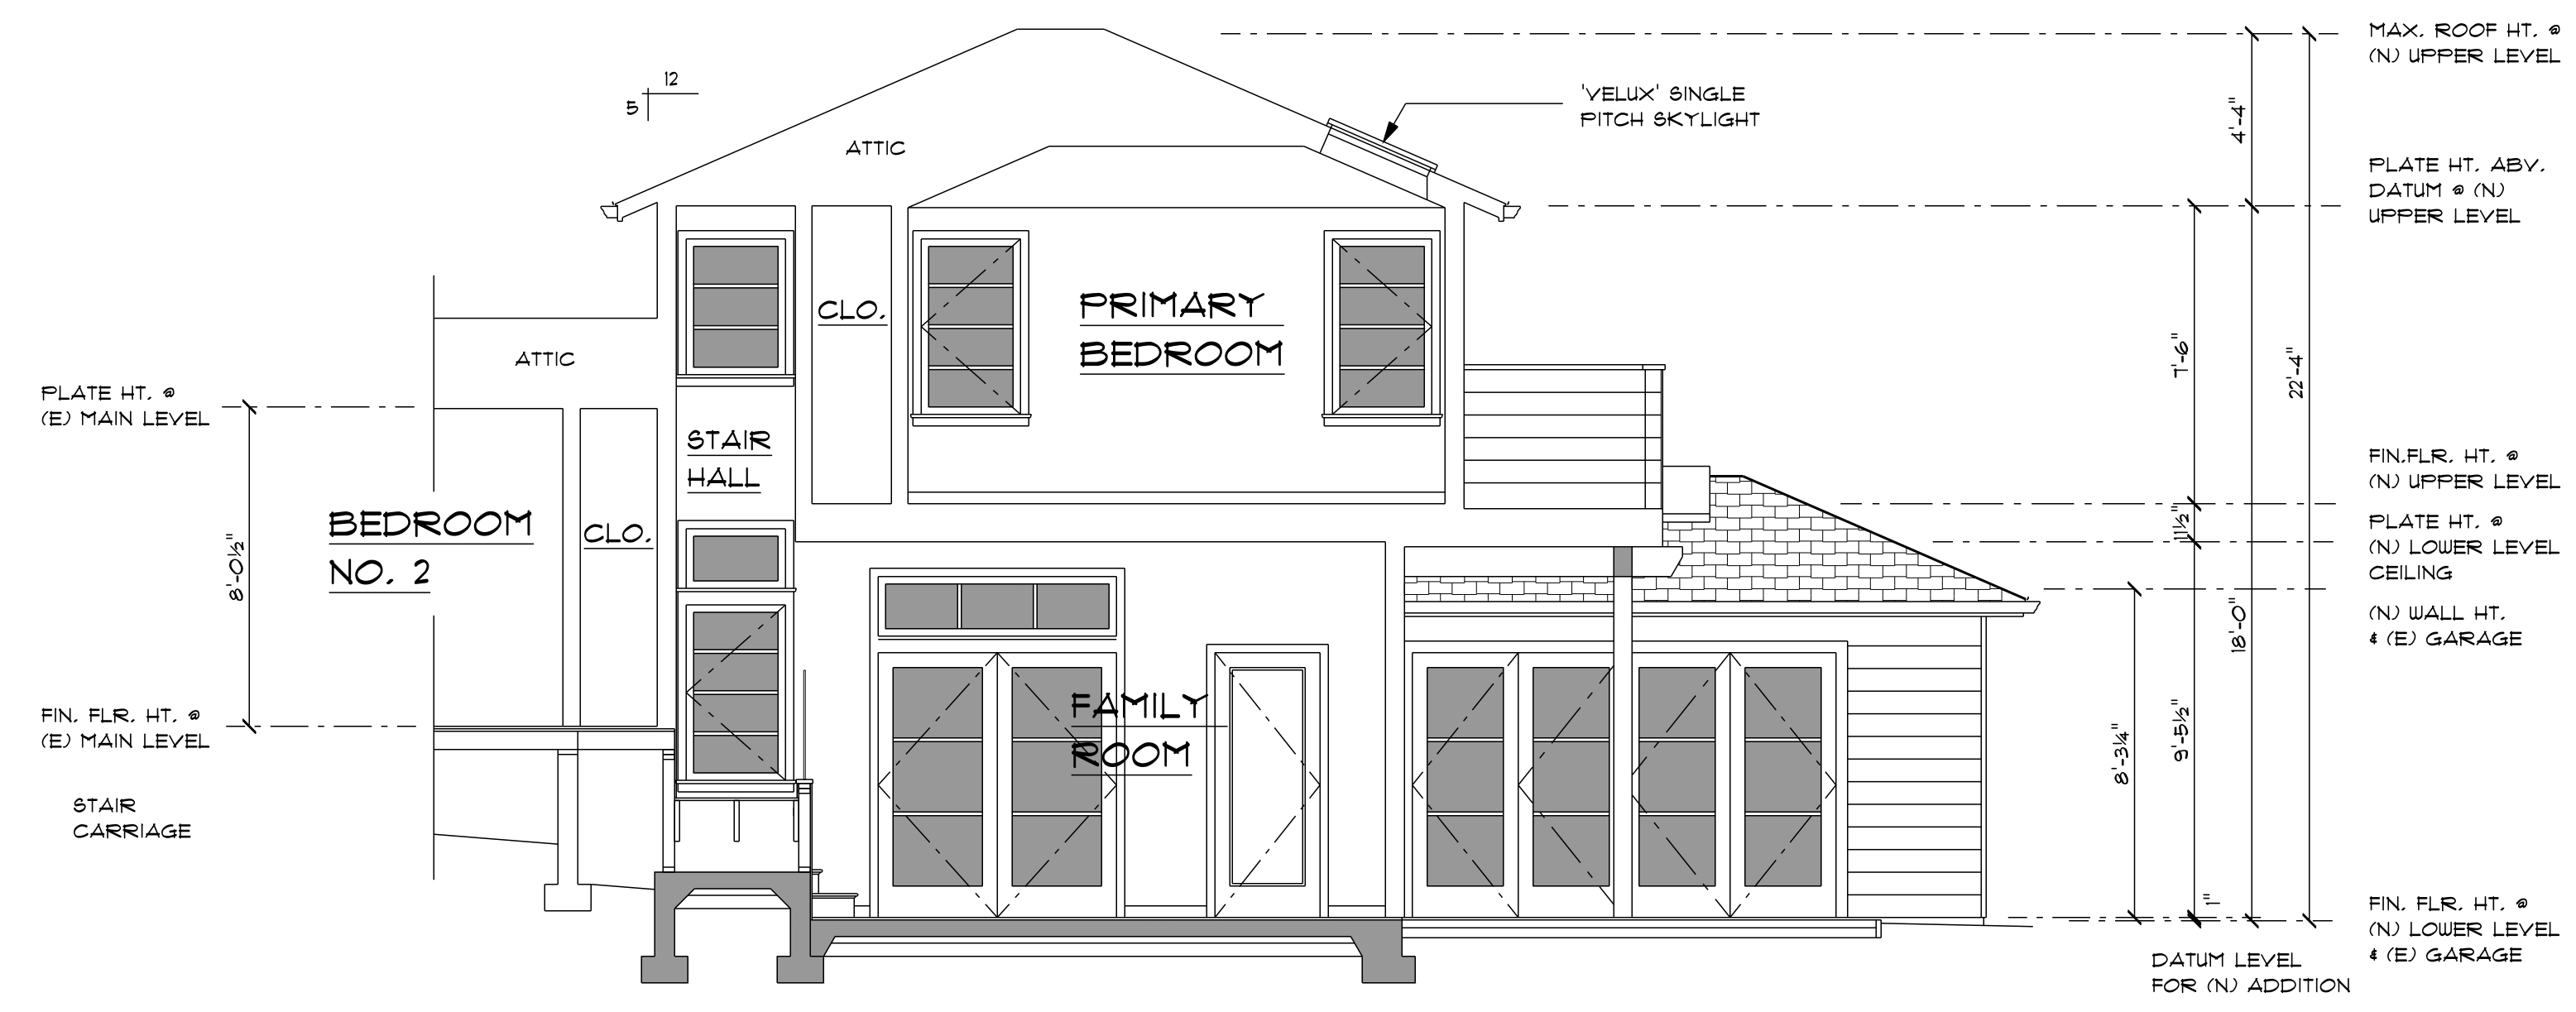 MAX. ROOF HT. @
(N) UPPER LEVEL
12
5
'VELUX' SINGLE
PITCH SKYLIGHT
4'-4"
ATTIC
PLATE HT. ABV.
DATUM @ (N)
UPPER LEVEL
CLO.
PRIMARY
BEDROOM
ATTIC
7'-6"
22'-4"
PLATE HT. @
(E) MAIN LEVEL
STAIR
HALL
FIN.FLR. HT. @
(N) UPPER LEVEL
BEDROOM
NO. 2
CLO.
8'-0½"
11½"
PLATE HT. @
(N) LOWER LEVEL
CEILING
18'-0"
(N) WALL HT.
& (E) GARAGE
FAMILY
ROOM
FIN. FLR. HT. @
(E) MAIN LEVEL
8'-3¼"
9'-5½"
STAIR
CARRIAGE
1"
FIN. FLR. HT. @
(N) LOWER LEVEL
& (E) GARAGE
DATUM LEVEL
FOR (N) ADDITION